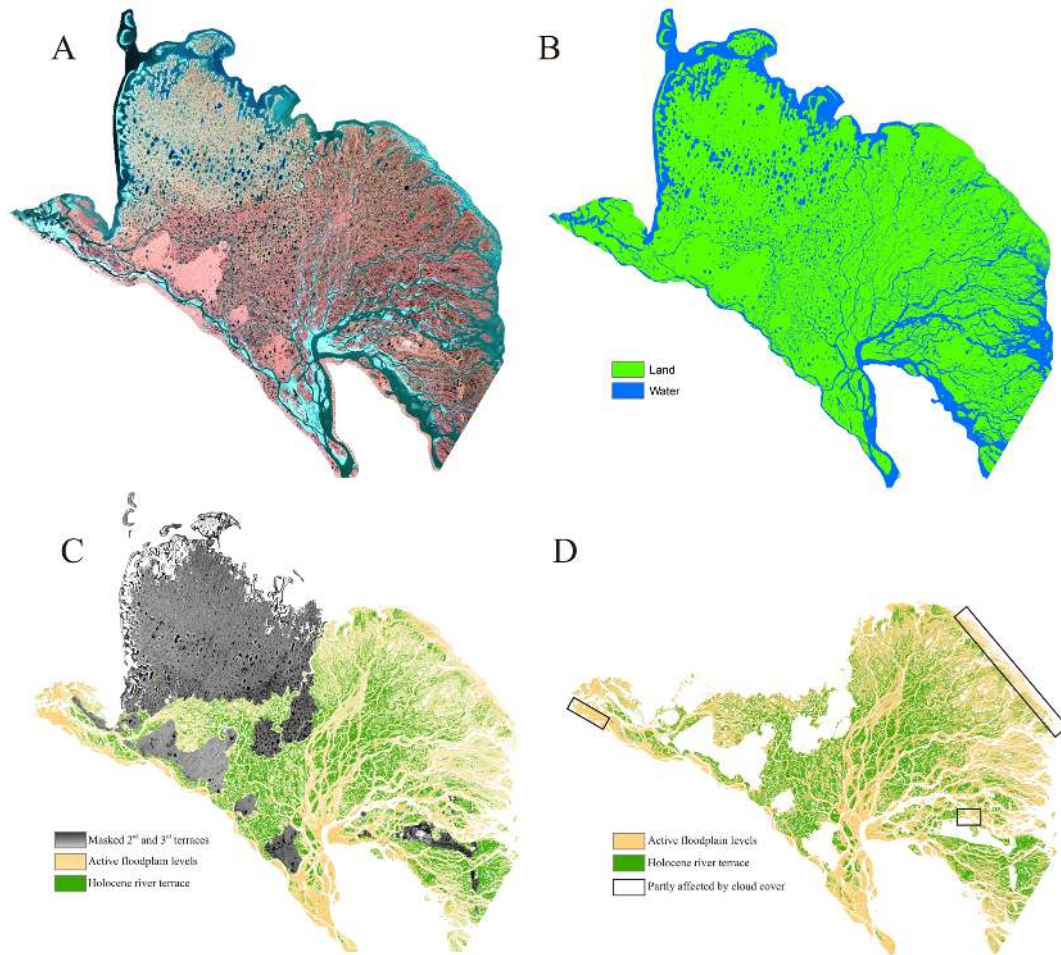 A
B
Land
Water
C
D
Masked 2nd and 3rd terraces
Active floodplain levels
Holocene river terrace
Active floodplain levels
Holocene river terrace
Partly affected by cloud cover